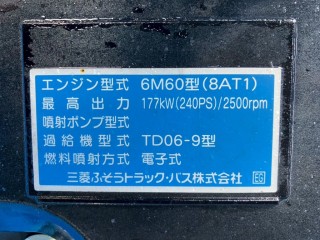 エンジン型式 6M60型(8AT1)
最高出力 177kW(240PS)/2500rpm
噴射ポンプ型式
過給機型式 TD06-9型
燃料噴射方式 電子式
三菱ふそうトラック・バス株式会社